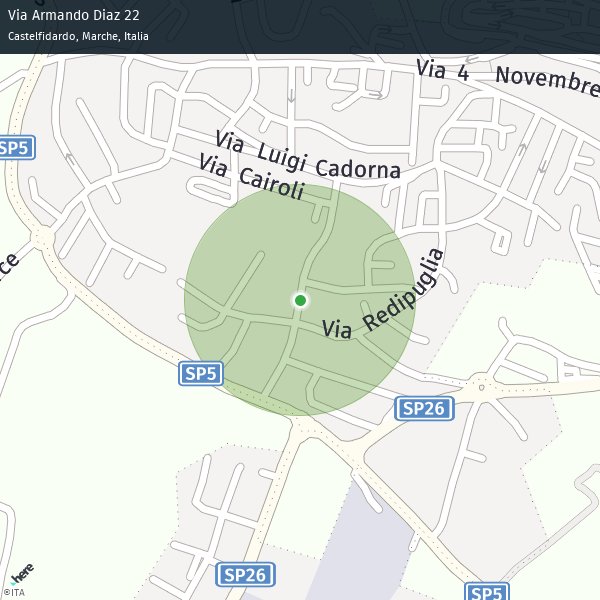 Via Armando Diaz 22
Castelfidardo, Marche, Italia
Via 4 Novembre
Via Luigi Cadorna
SP5
Via Cairoli
Via Redipuglia
SP5
SP26
SP26
SP5
here
©ITA